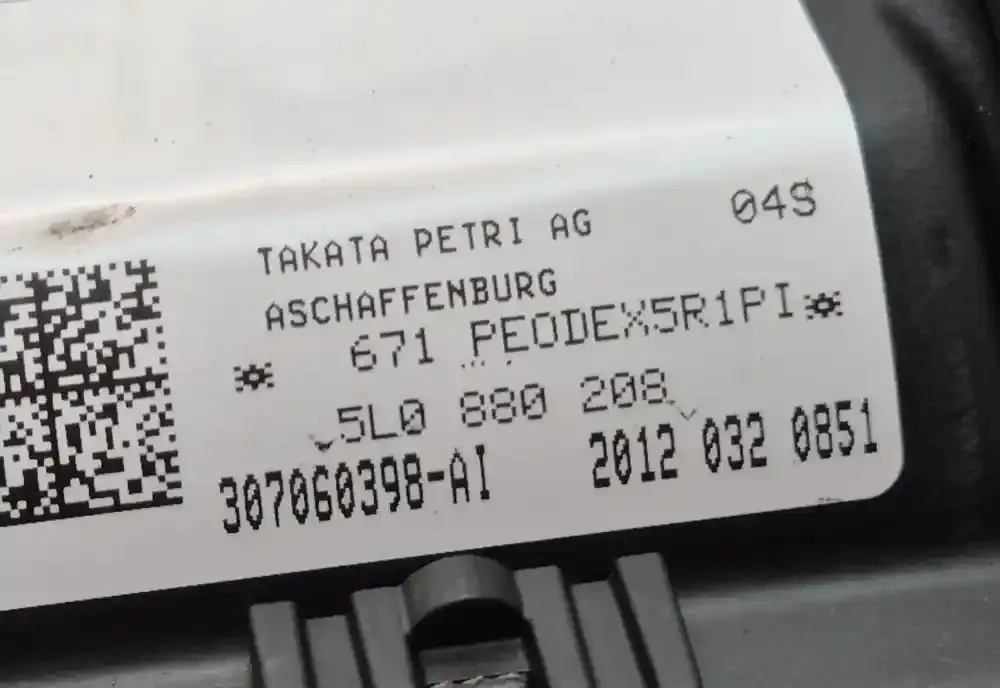 TAKATA PETRI AG 04S
ASCHAFFENBURG
*671 PEODEX5R1PI*
5L0 880 208
307060398-AI 2012 032 0851